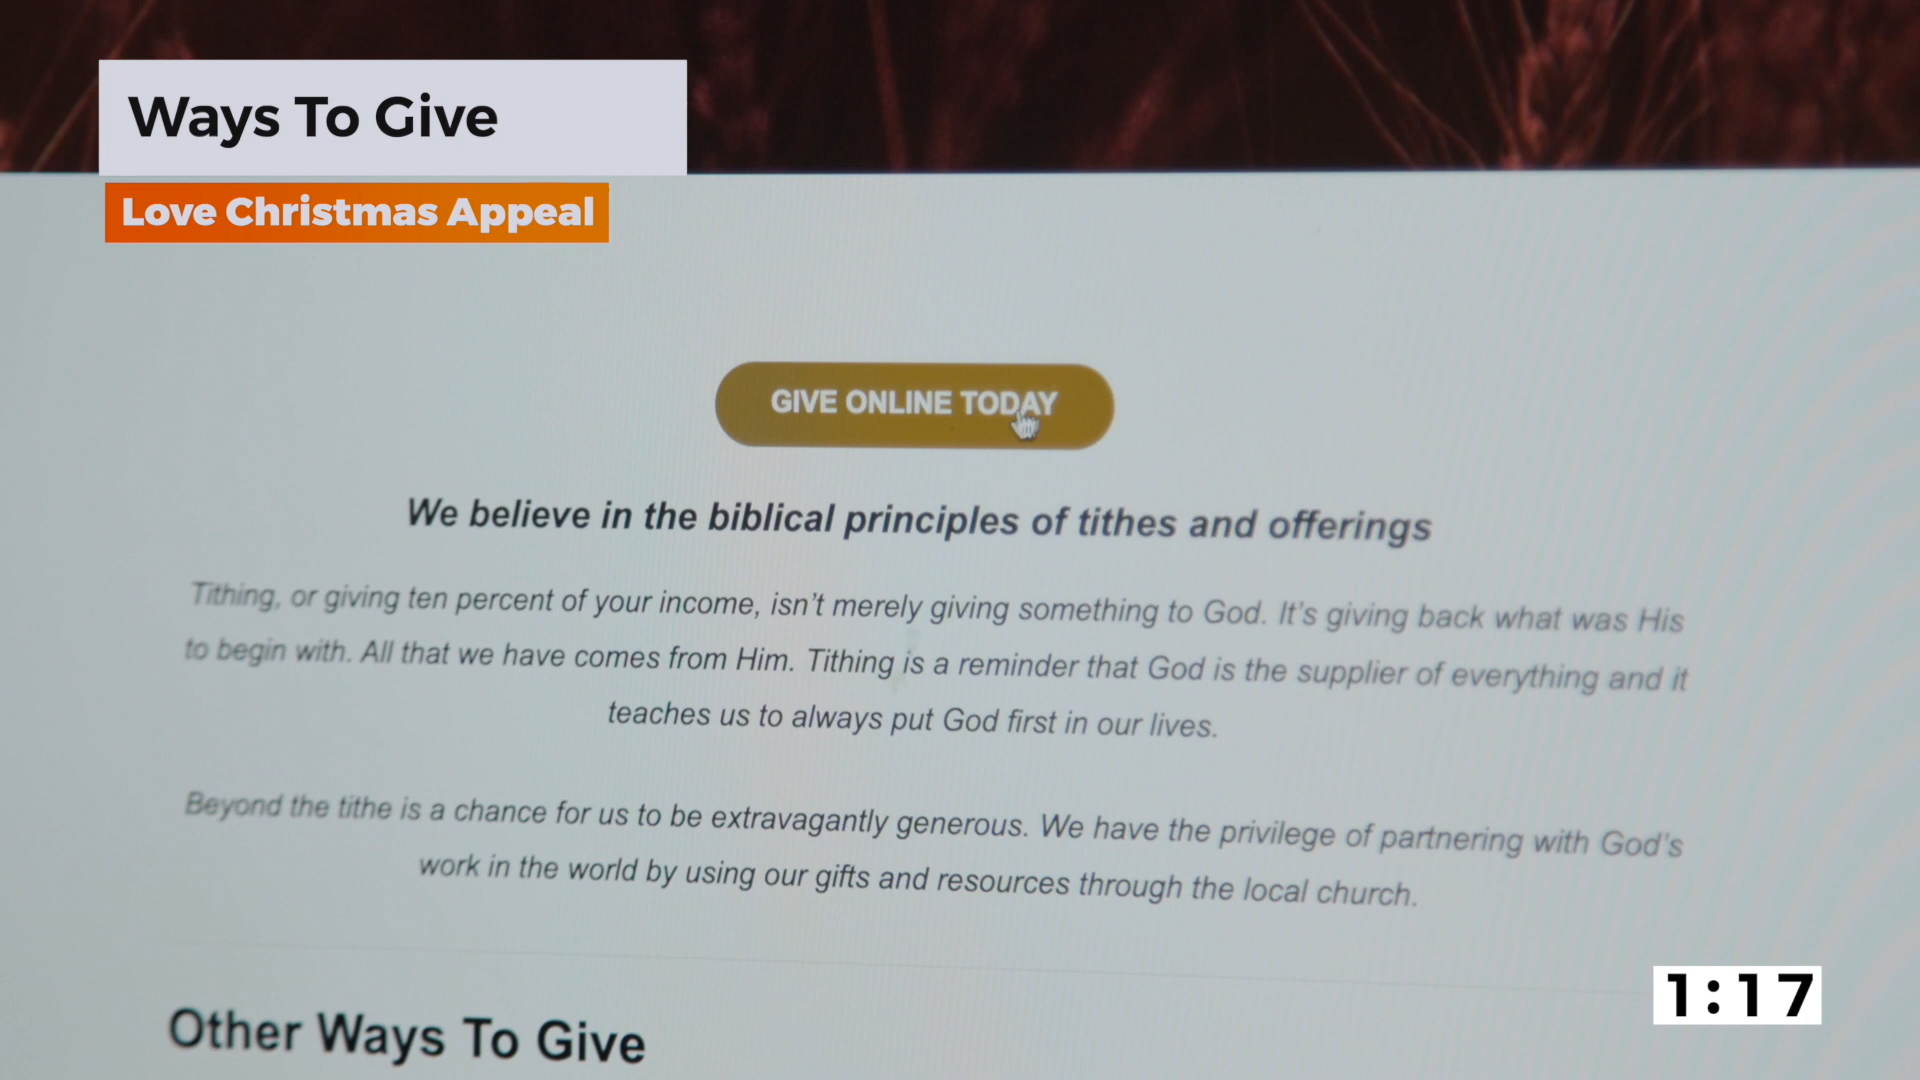 Ways To Give
Love Christmas Appeal
GIVE ONLINE TODAY
We believe in the biblical principles of tithes and offerings
Tithing, or giving ten percent of your income, isn't merely giving something to God. It's giving back what was His
to begin with. All that we have comes from Him. Tithing is a reminder that God is the supplier of everything and it
teaches us to always put God first in our lives.
Beyond the tithe is a chance for us to be extravagantly generous. We have the privilege of partnering with God's
work in the world by using our gifts and resources through the local church.
Other Ways To Give
1:17